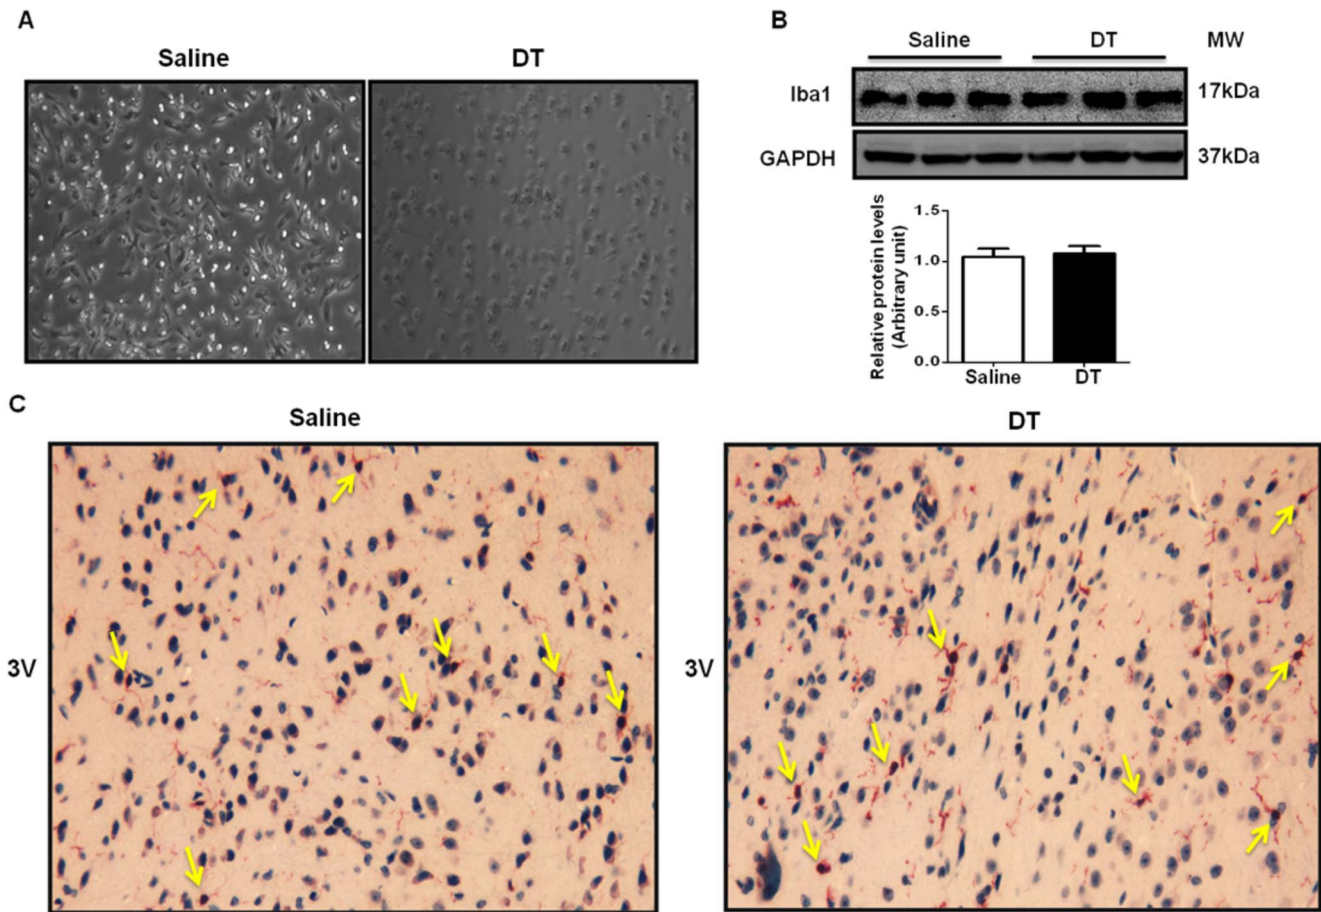 A
Saline
DT
B
Saline
DT
MW
Iba1
17kDa
GAPDH
37kDa
Relative protein levels
(Arbitrary unit)
1.5
1.0
0.5
0.0
Saline
DT
C
Saline
DT
3V
3V